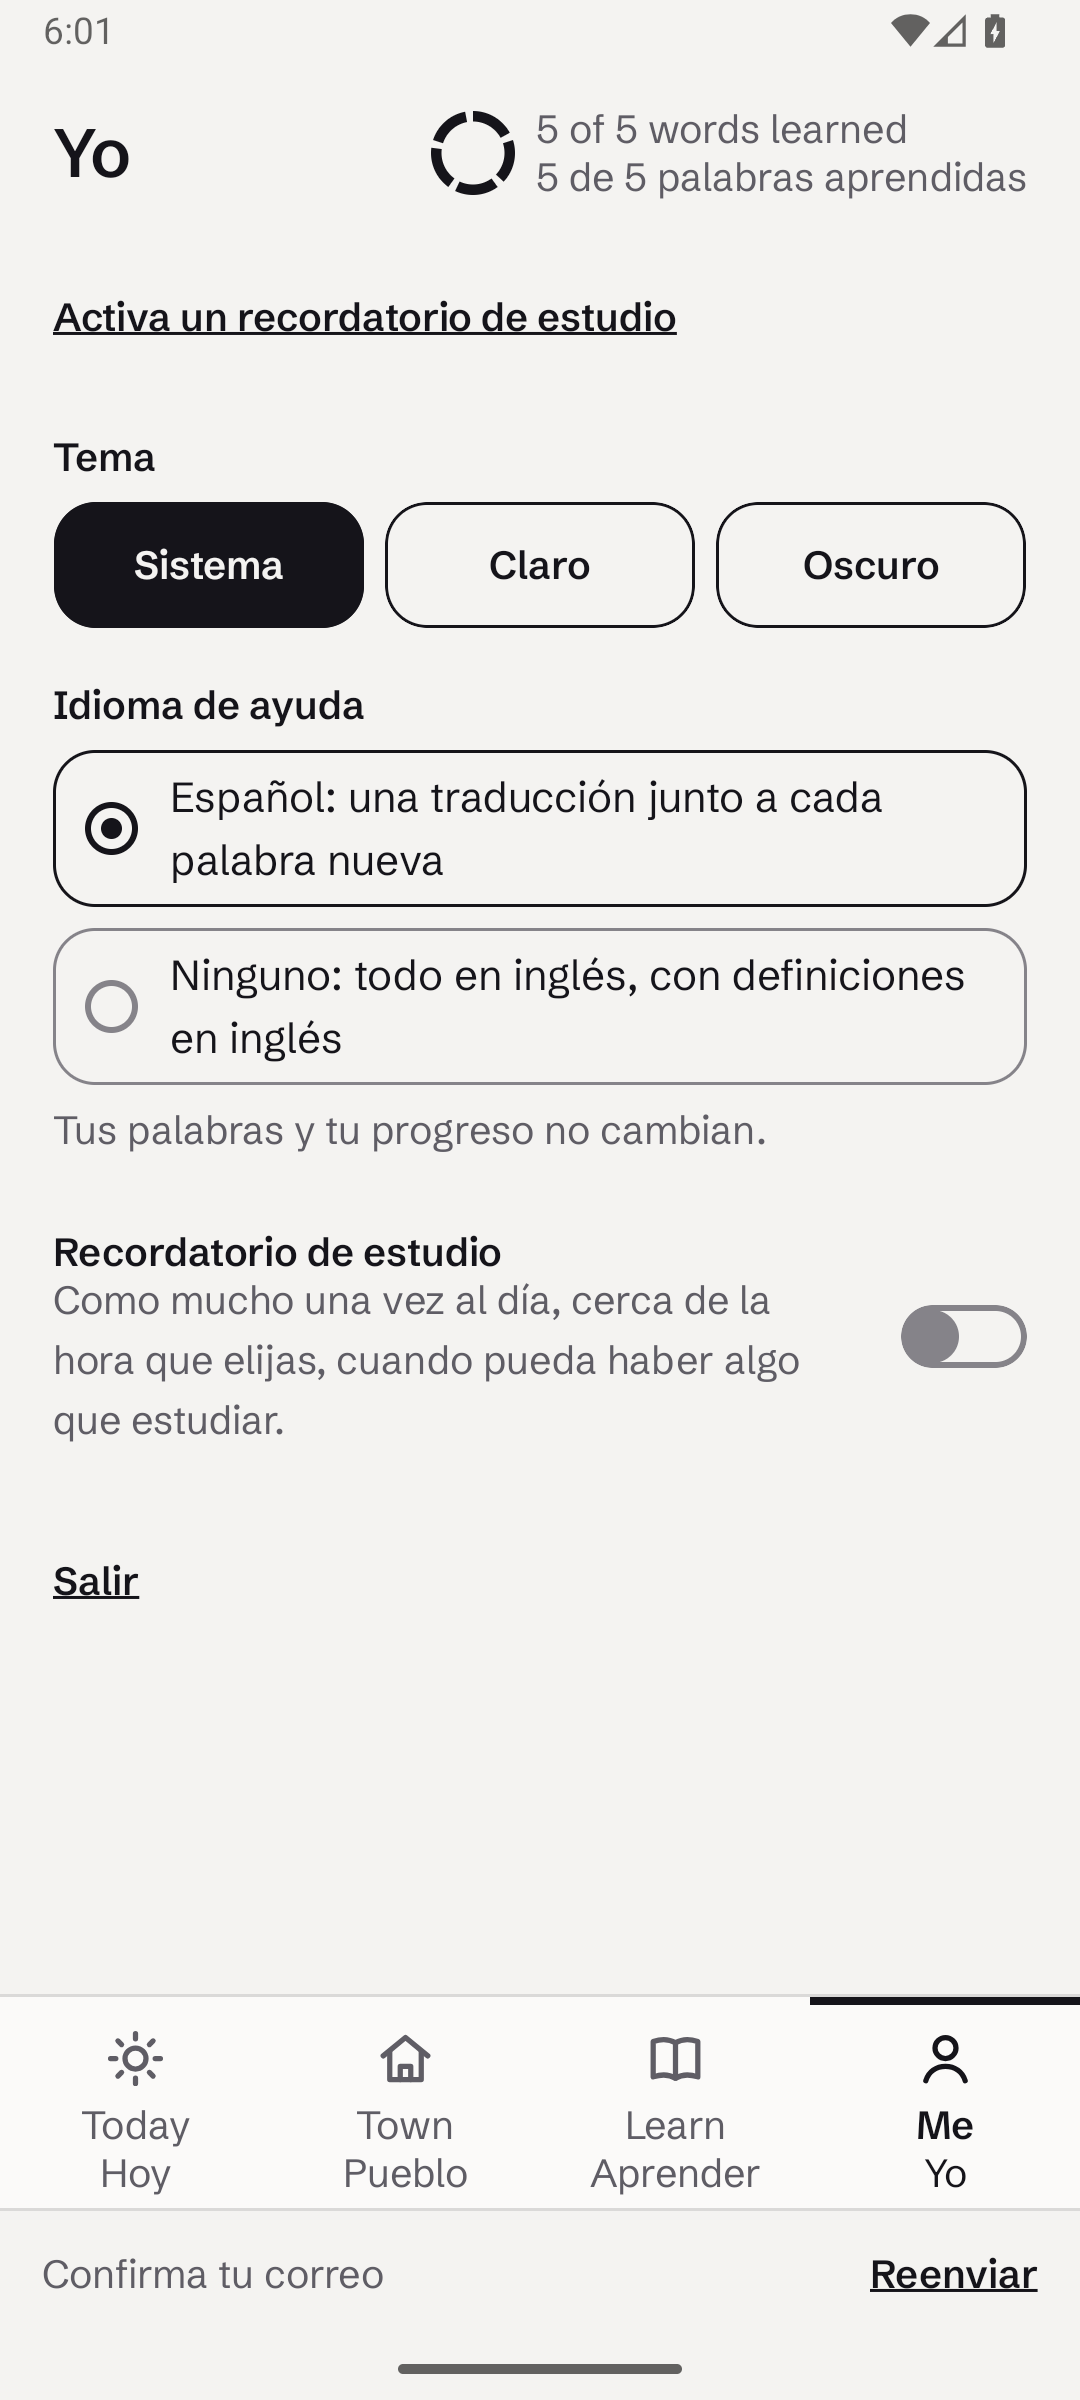 6:01
Yo
5 of 5 words learned
5 de 5 palabras aprendidas
Activa un recordatorio de estudio
Tema
Sistema
Claro
Oscuro
Idioma de ayuda
Español: una traducción junto a cada
palabra nueva
Ninguno: todo en inglés, con definiciones
en inglés
Tus palabras y tu progreso no cambian.
Recordatorio de estudio
Como mucho una vez al día, cerca de la
hora que elijas, cuando pueda haber algo
que estudiar.
Salir
Today
Hoy
Town
Pueblo
Learn
Aprender
Me
Yo
Confirma tu correo
Reenviar